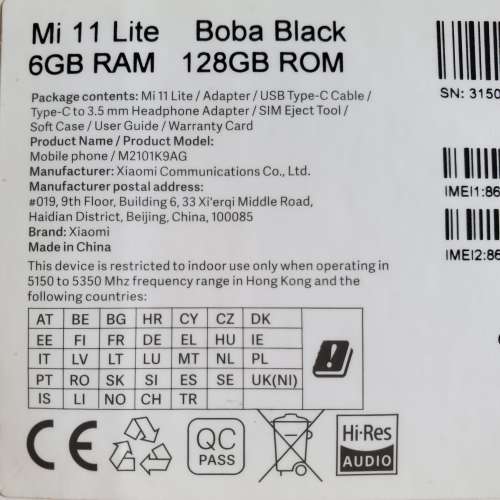 Mi 11 Lite Boba Black
6GB RAM 128GB ROM
Package contents: Mi 11 Lite / Adapter / USB Type-C Cable /
Type-C to 3.5 mm Headphone Adapter / SIM Eject Tool /
Soft Case / User Guide / Warranty Card
Product Name / Product Model:
Mobile phone / M2101K9AG
Manufacturer: Xiaomi Communications Co., Ltd.
Manufacturer postal address:
#019, 9th Floor, Building 6, 33 Xi'erqi Middle Road,
Haidian District, Beijing, China, 100085
Brand: Xiaomi
Made in China
This device is restricted to indoor use only when operating in
5150 to 5350 Mhz frequency range in Hong Kong and the
following countries:
AT BE BG HR CY CZ DK
EE FI FR DE EL HU IE
IT LV LT LU MT NL PL
PT RO SK SI ES SE UK(NI)
IS LI NO CH TR
SN: 3150
IMEI1:86
IMEI2:86
CE
QC
PASS
Hi-Res
AUDIO